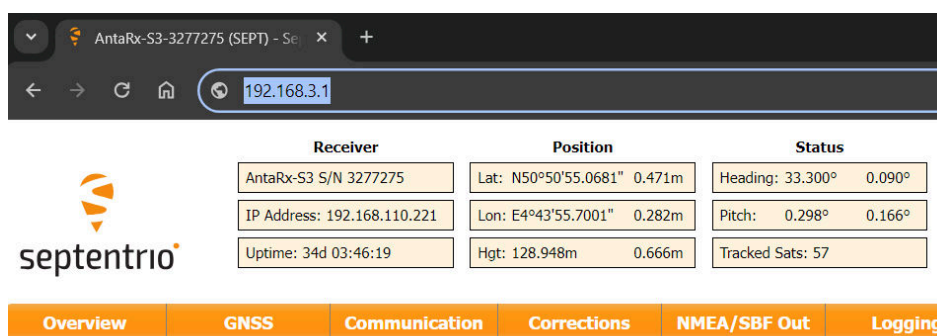 AntaRx-S3-3277275 (SEPT) - Se
192.168.3.1
septentrio
Receiver
AntaRx-S3 S/N 3277275
IP Address: 192.168.110.221
Uptime: 34d 03:46:19
Position
Lat: N50°50'55.0681" 0.471m
Lon: E4°43'55.7001" 0.282m
Hgt: 128.948m 0.666m
Status
Heading: 33.300° 0.090°
Pitch: 0.298° 0.166°
Tracked Sats: 57
Overview GNSS Communication Corrections NMEA/SBF Out Logging